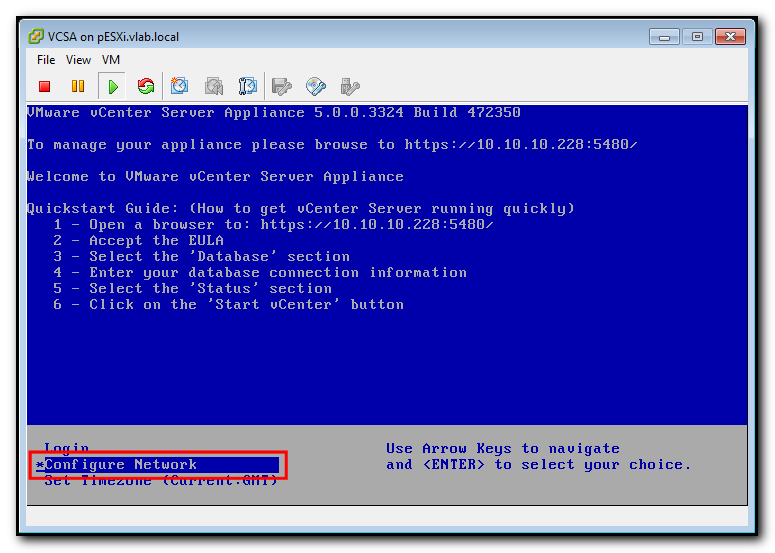 VCSA on pESXi.vlab.local
File View VM
VMware vCenter Server Appliance 5.0.0.3324 Build 472350
To manage your appliance please browse to https://10.10.10.228:5480/
Welcome to VMware vCenter Server Appliance
Quickstart Guide: (How to get vCenter Server running quickly)
1 - Open a browser to: https://10.10.10.228:5480/
2 - Accept the EULA
3 - Select the 'Database' section
4 - Enter your database connection information
5 - Select the 'Status' section
6 - Click on the 'Start vCenter' button
Login Use Arrow Keys to navigate
*Configure Network and <ENTER> to select your choice.
Set Timezone (Current:GMT)